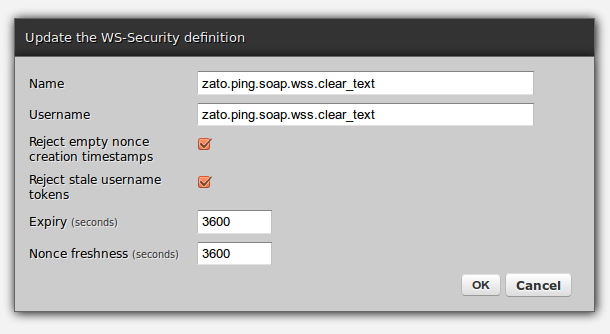 Update the WS-Security definition
Name zato.ping.soap.wss.clear_text
Username zato.ping.soap.wss.clear_text
Reject empty nonce
creation timestamps
Reject stale username
tokens
Expiry (seconds) 3600
Nonce freshness (seconds) 3600
OK Cancel